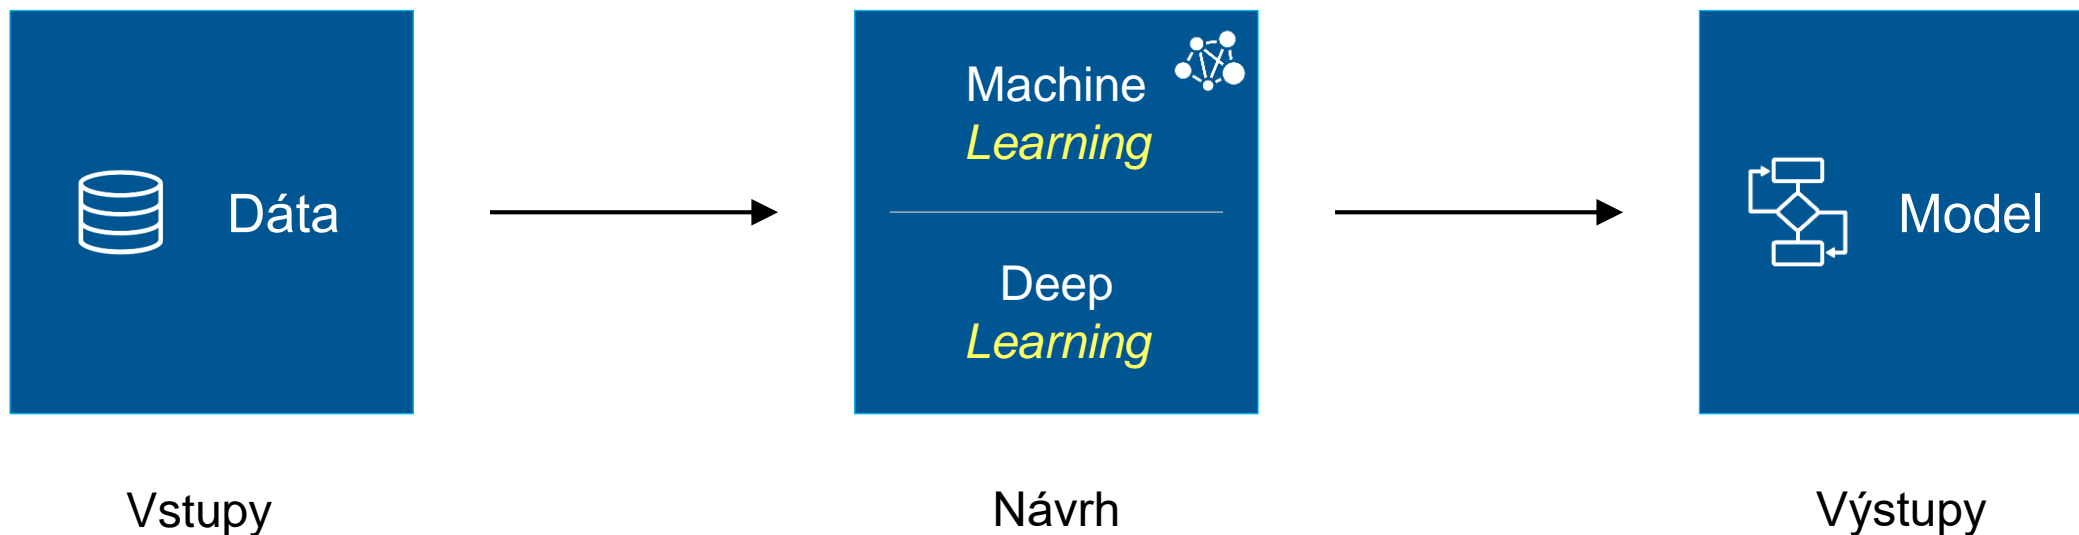 Dáta
Machine
Learning
Deep
Learning
Model
Vstupy
Návrh
Výstupy